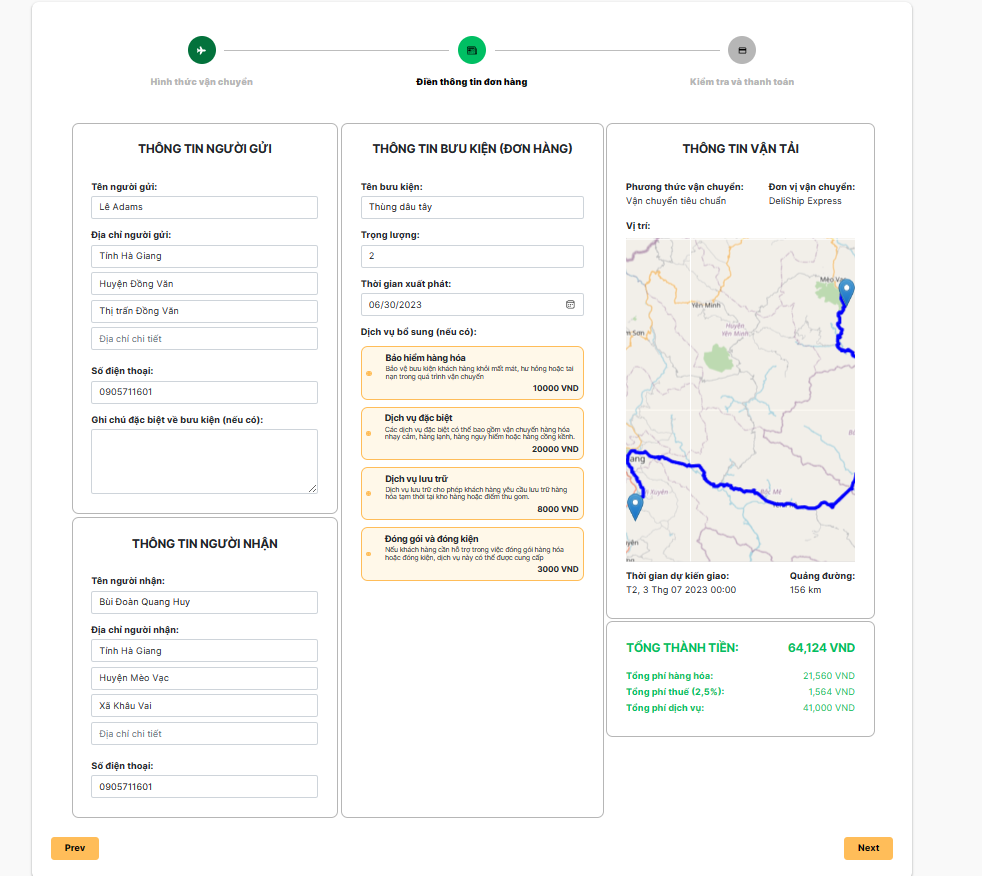 Hình thức vận chuyển
Điền thông tin đơn hàng
Kiểm tra và thanh toán
THÔNG TIN NGƯỜI GỬI
Tên người gửi:
Lê Adams
Địa chỉ người gửi:
Tỉnh Hà Giang
Huyện Đồng Văn
Thị trấn Đồng Văn
Địa chỉ chi tiết
Số điện thoại:
0905711601
Ghi chú đặc biệt về bưu kiện (nếu có):
THÔNG TIN NGƯỜI NHẬN
Tên người nhận:
Bùi Đoàn Quang Huy
Địa chỉ người nhận:
Tỉnh Hà Giang
Huyện Mèo Vạc
Xã Khâu Vai
Địa chỉ chi tiết
Số điện thoại:
0905711601
THÔNG TIN BƯU KIỆN (ĐƠN HÀNG)
Tên bưu kiện:
Thùng dâu tây
Trọng lượng:
2
Thời gian xuất phát:
06/30/2023
Dịch vụ bổ sung (nếu có):
Bảo hiểm hàng hóa
Bảo vệ bưu kiện khách hàng khỏi mất mát, hư hỏng hoặc tai
nạn trong quá trình vận chuyển
10000 VND
Dịch vụ đặc biệt
Các dịch vụ đặc biệt có thể bao gồm vận chuyển hàng hóa
nhạy cảm, hàng lạnh, hàng nguy hiểm hoặc hàng cồng kềnh.
20000 VND
Dịch vụ lưu trữ
Dịch vụ lưu trữ cho phép khách hàng yêu cầu lưu trữ hàng
hóa tạm thời tại kho hàng hoặc điểm thu gom.
8000 VND
Đóng gói và đóng kiện
Nếu khách hàng cần hỗ trợ trong việc đóng gói hàng hóa
hoặc đóng kiện, dịch vụ này có thể được cung cấp
3000 VND
THÔNG TIN VẬN TẢI
Phương thức vận chuyển:
Đơn vị vận chuyển:
Vận chuyển tiêu chuẩn
DeliShip Express
Vị trí:
Mèo Vạc
Yên Minh
Huyện
Yên Minh
Bắc Mê
Thời gian dự kiến giao:
Quảng đường:
T2, 3 Thg 07 2023 00:00
156 km
TỔNG THÀNH TIỀN:
64,124 VND
Tổng phí hàng hóa:
21,560 VND
Tổng phí thuế (2,5%):
1,564 VND
Tổng phí dịch vụ:
41,000 VND
Prev
Next